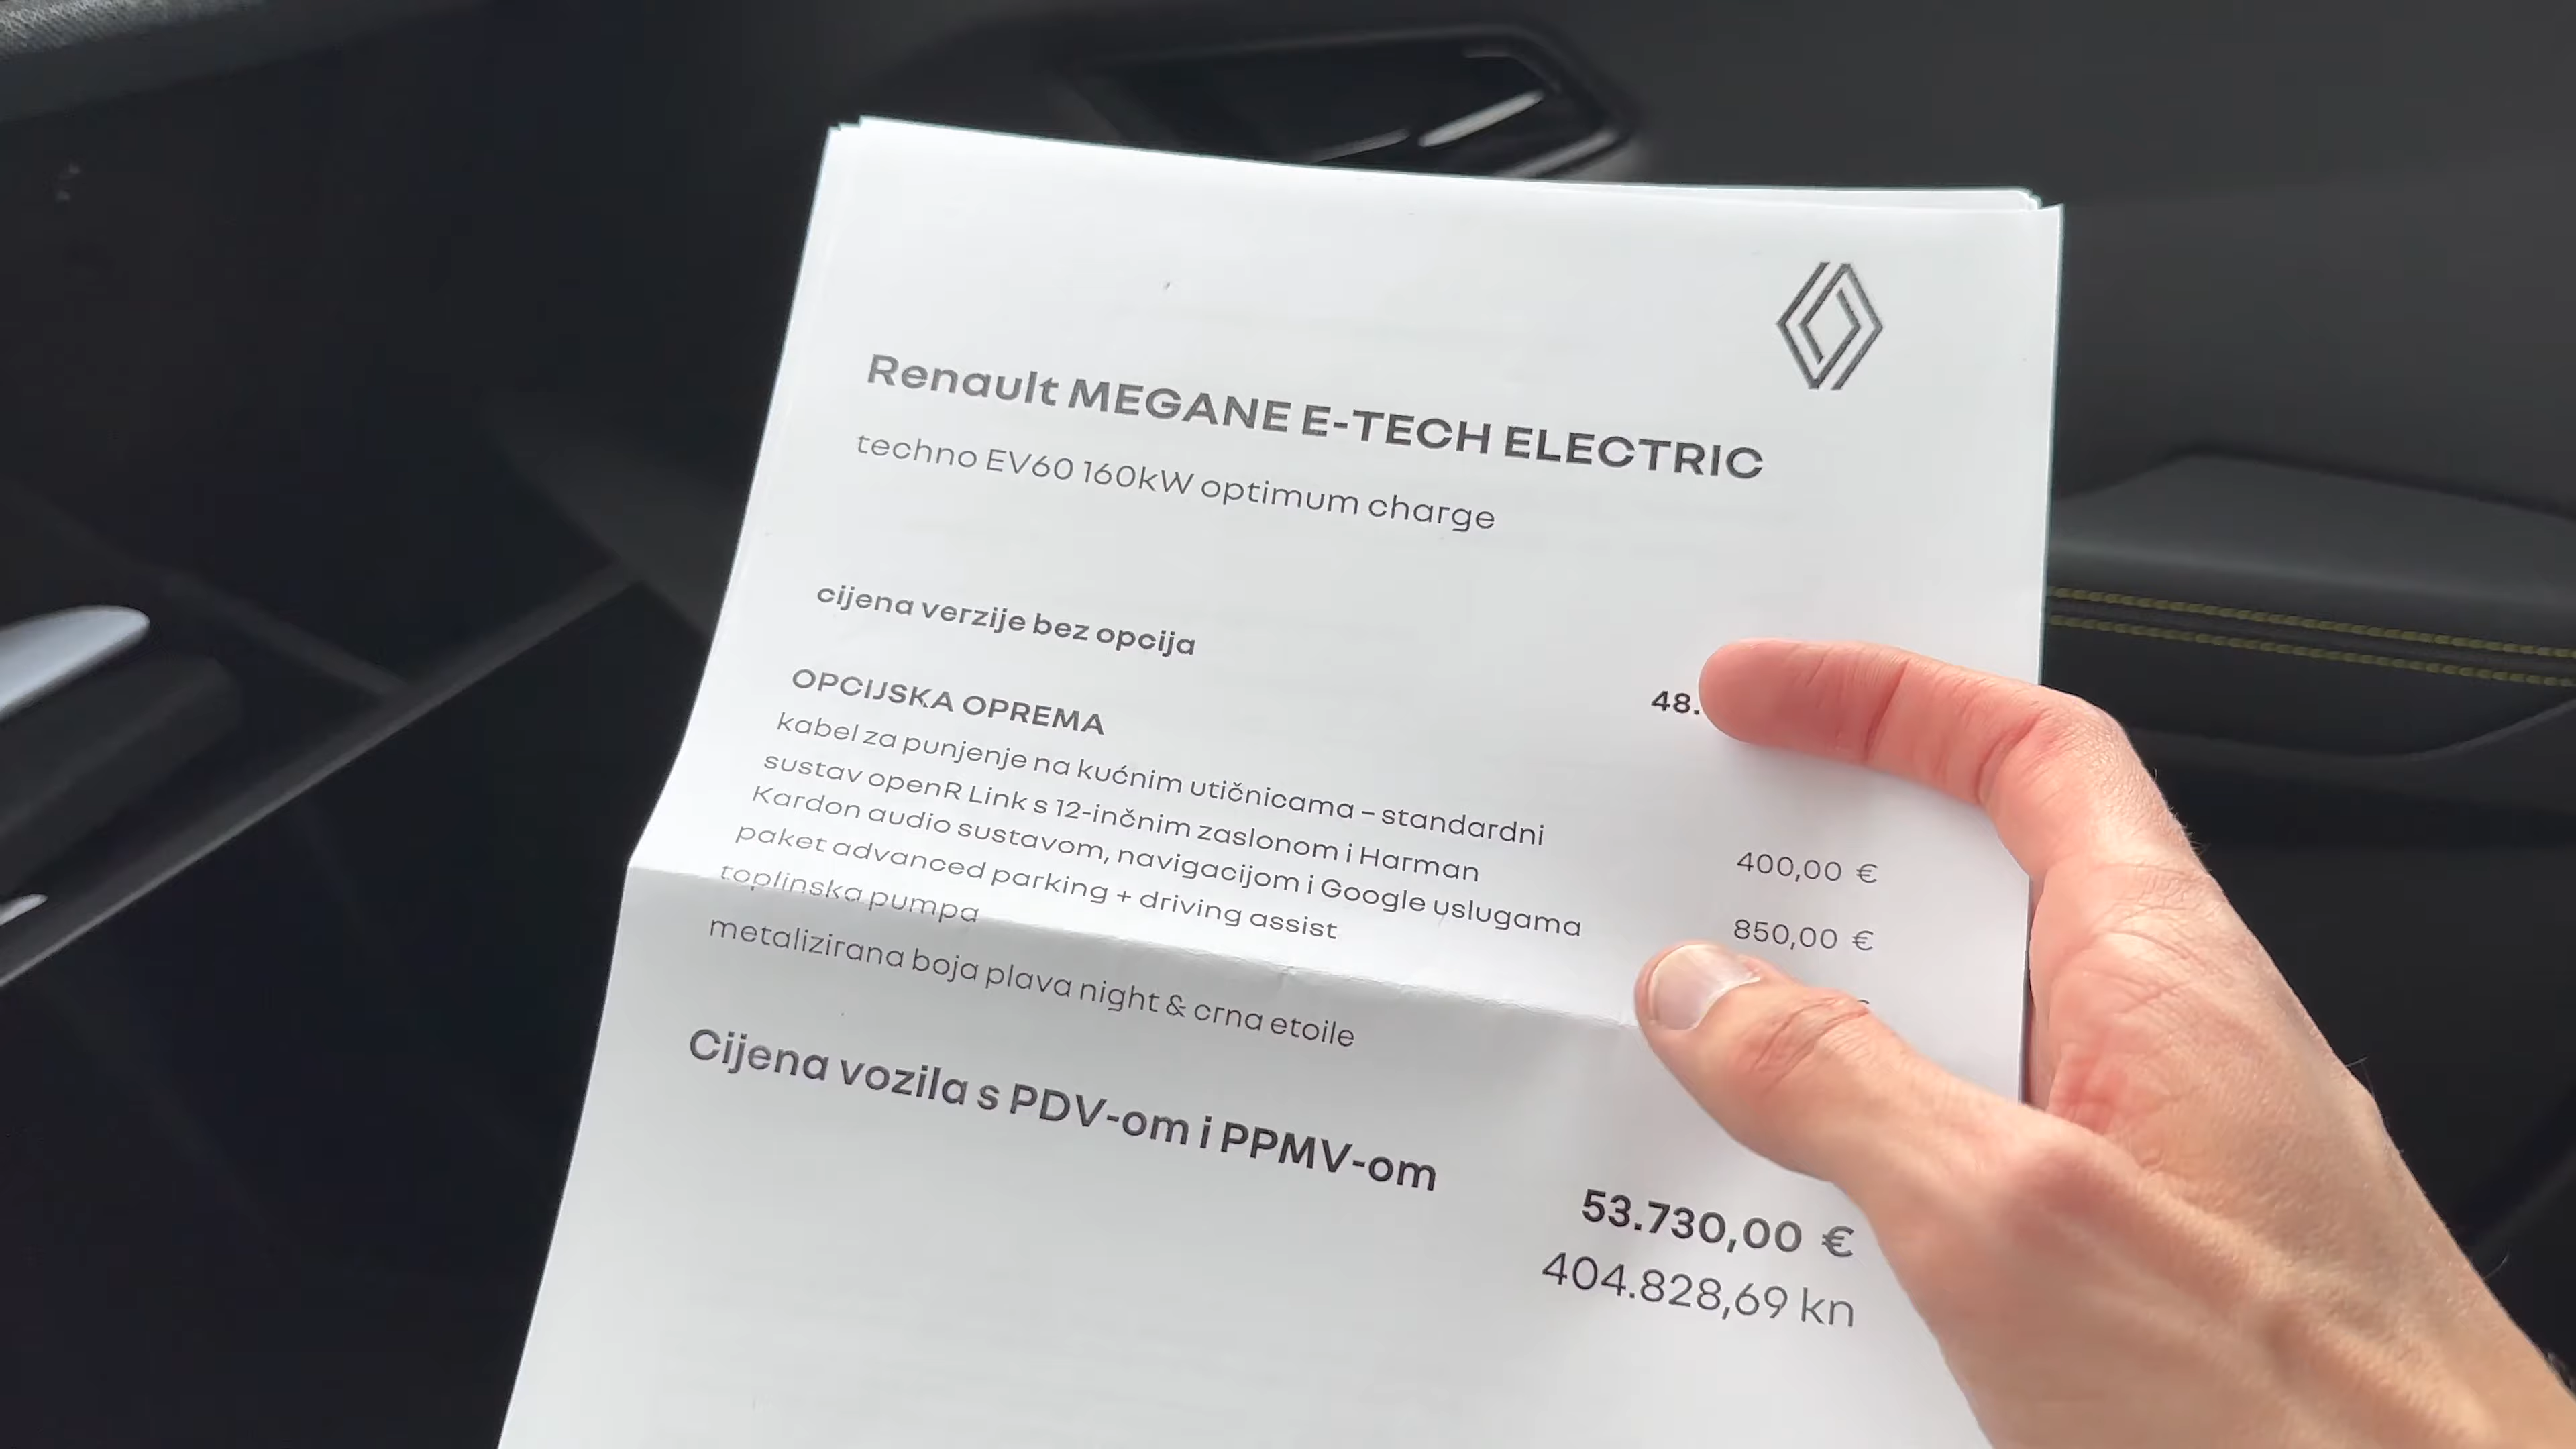 Renault MEGANE E-TECH ELECTRIC
techno EV60 160kW optimum charge
cijena verzije bez opcija
48.
OPCIJSKA OPREMA
kabel za punjenje na kućnim utičnicama – standardni
400,00 €
sustav openR Link s 12-inčnim zaslonom i Harman
Kardon audio sustavom, navigacijom i Google uslugama
850,00 €
paket advanced parking + driving assist
toplinska pumpa
metalizirana boja plava night & crna etoile
Cijena vozila s PDV-om i PPMV-om
53.730,00 €
404.828,69 kn